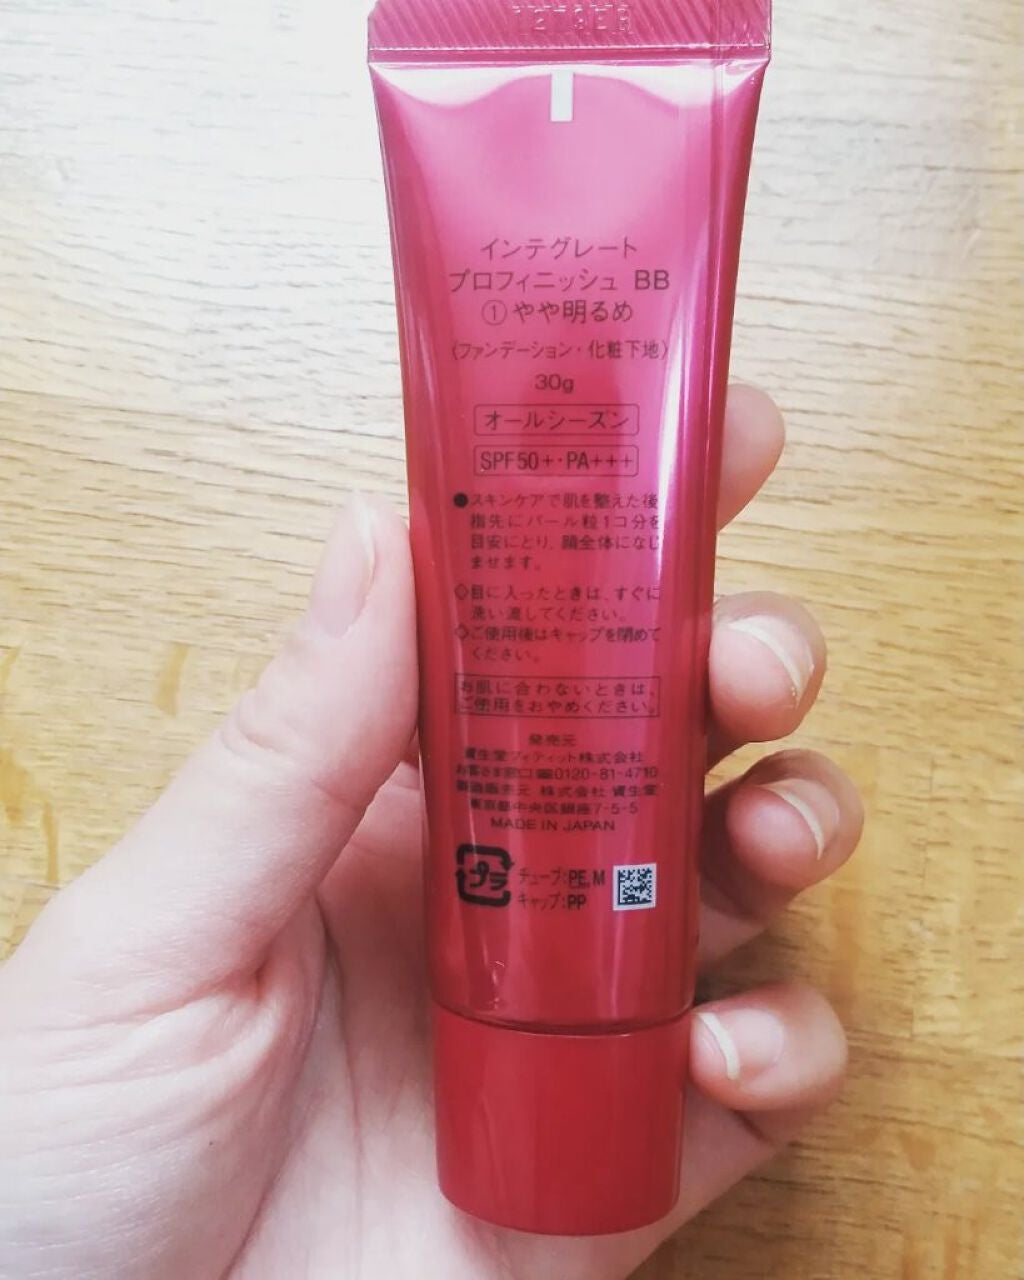 インテグレート
プロフィニッシュ BB
①やや明るめ
(ファンデーション・化粧下地)
30g
オールシーズン
SPF50+・PA+++
●スキンケアで肌を整えた後
指先にパール粒1コ分を
目安にとり、顔全体になじ
ませます。
◇目に入ったときは、すぐに
洗い流してください。
◇ご使用後はキャップを閉めて
ください。
お肌に合わないときは、
ご使用をおやめください。
発売元
資生堂フィティット株式会社
お客さま窓口☎0120-81-4710
製造販売元 株式会社 資生堂
東京都中央区銀座7-5-5
MADE IN JAPAN
プラ
チューブ:PE,M
キャップ:PP